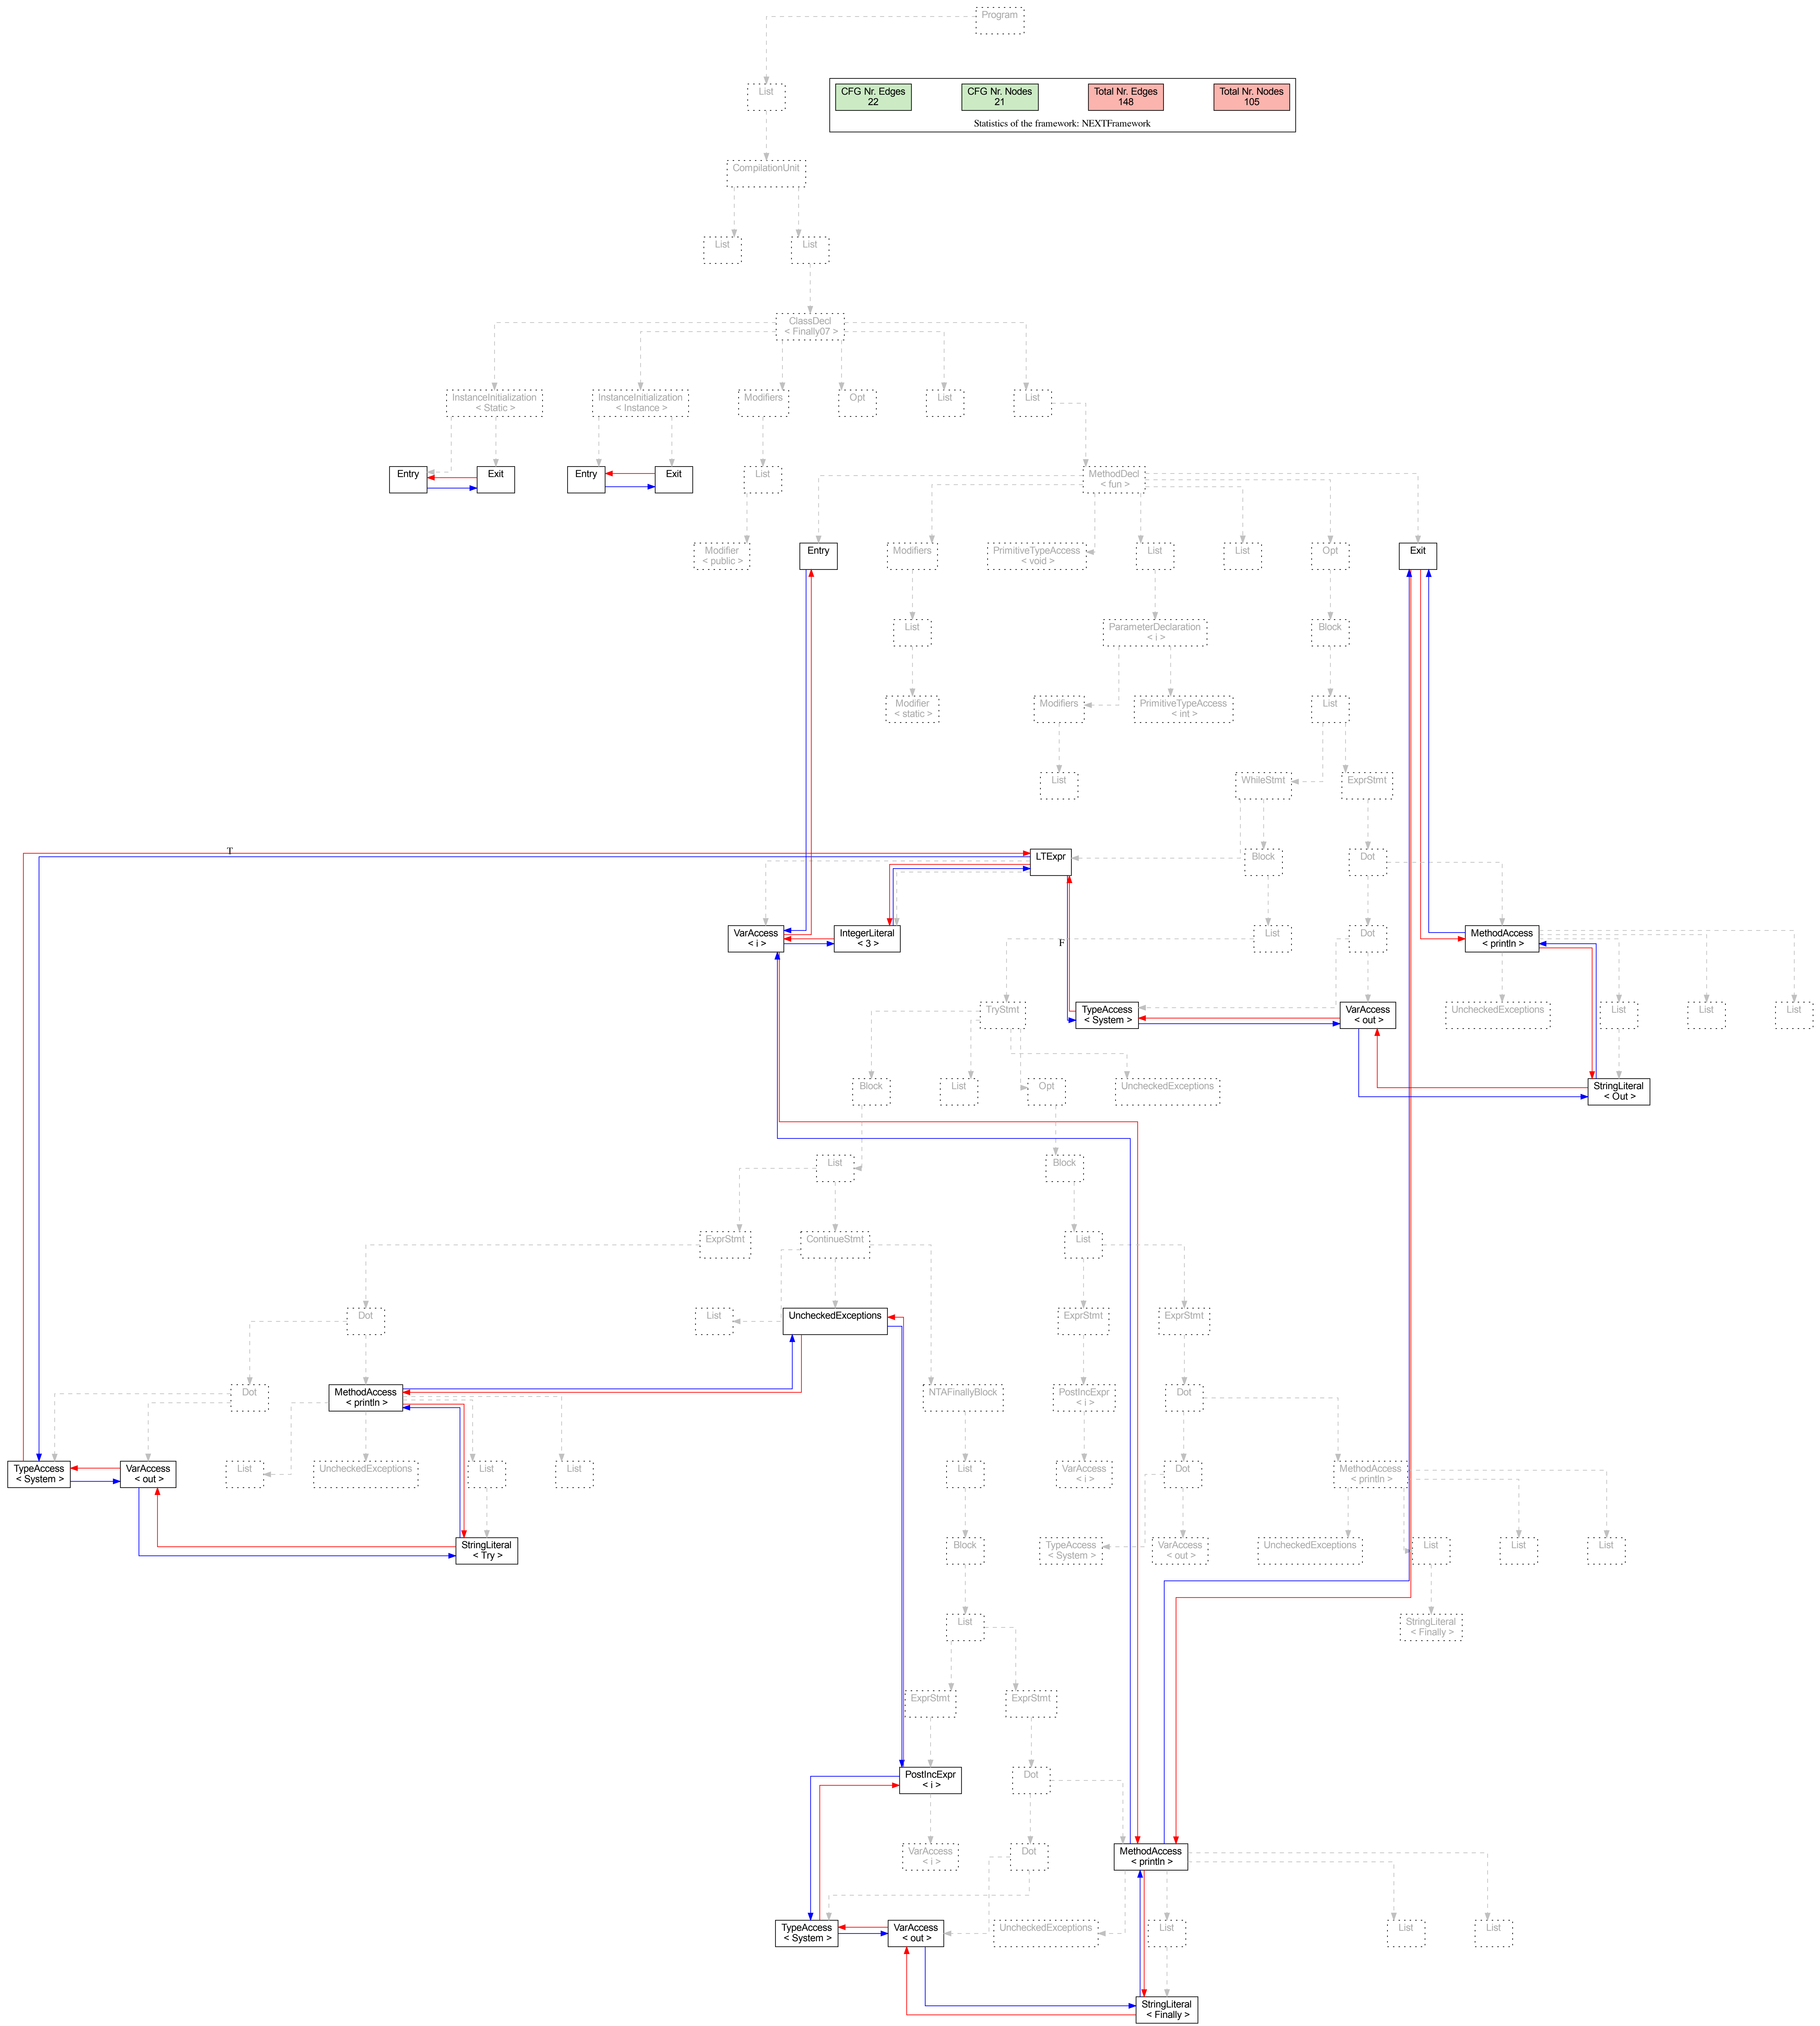 Program
List
CFG Nr. Edges
22
CFG Nr. Nodes
21
Total Nr. Edges
148
Total Nr. Nodes
105
Statistics of the framework: NEXTFramework
CompilationUnit
List
List
ClassDecl
< Finally07 >
InstanceInitialization
< Static >
InstanceInitialization
< Instance >
Modifiers
Opt
List
List
Entry
Exit
Entry
Exit
List
MethodDecl
< fun >
Modifier
< public >
Entry
Modifiers
PrimitiveTypeAccess
< void >
List
List
Opt
Exit
List
ParameterDeclaration
< i >
Block
Modifier
< static >
Modifiers
PrimitiveTypeAccess
< int >
List
List
WhileStmt
ExprStmt
T
LTExpr
Block
Dot
VarAccess
< i >
IntegerLiteral
< 3 >
F
List
Dot
MethodAccess
< println >
TryStmt
TypeAccess
< System >
VarAccess
< out >
UncheckedExceptions
List
List
List
Block
List
Opt
UncheckedExceptions
StringLiteral
< Out >
List
Block
ExprStmt
ContinueStmt
List
Dot
List
UncheckedExceptions
ExprStmt
ExprStmt
Dot
MethodAccess
< println >
NTAFinallyBlock
PostIncExpr
< i >
Dot
TypeAccess
< System >
VarAccess
< out >
List
UncheckedExceptions
List
List
List
VarAccess
< i >
Dot
MethodAccess
< println >
StringLiteral
< Try >
Block
TypeAccess
< System >
VarAccess
< out >
UncheckedExceptions
List
List
List
List
StringLiteral
< Finally >
ExprStmt
ExprStmt
PostIncExpr
< i >
Dot
VarAccess
< i >
Dot
MethodAccess
< println >
TypeAccess
< System >
VarAccess
< out >
UncheckedExceptions
List
List
List
StringLiteral
< Finally >